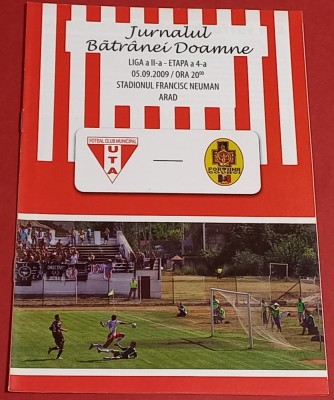 Jurnalul
Bătrânei Doamne
LIGA a II-a - ETAPA a 4-a
05.09.2009 / ORA 20⁰⁰
STADIONUL FRANCISC NEUMAN
ARAD
FOTBAL CLUB MUNICIPAL
UTA